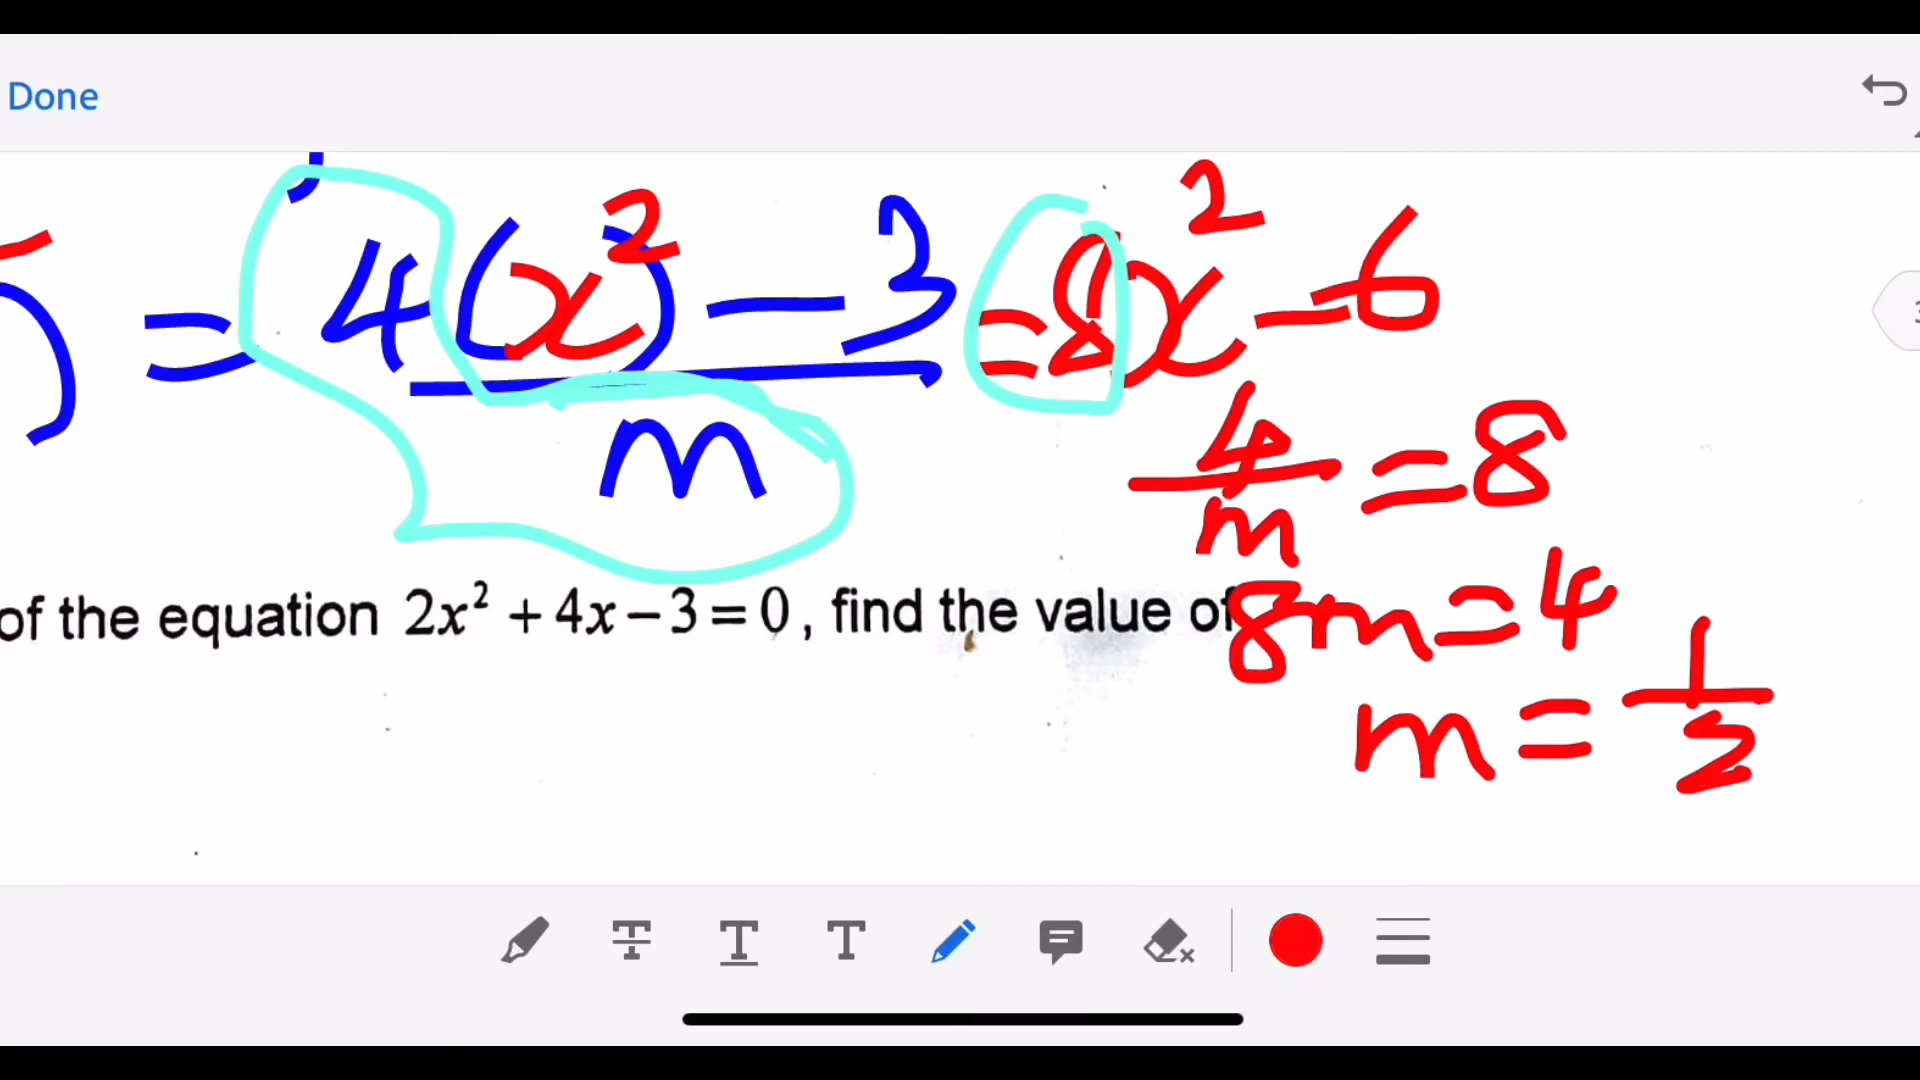 Done
= 4(x²) − 3 = 8x² − 6
m
4/m = 8
of the equation 2x² + 4x − 3 = 0, find the value of
8m = 4
m = 1/2